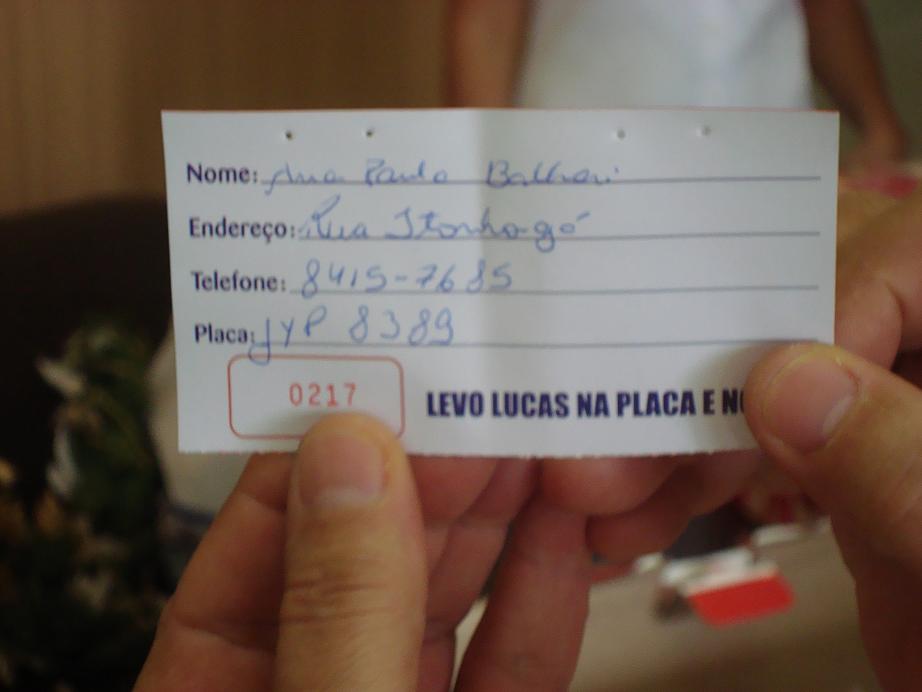 Nome: Ana Paula
Endereço: Rua
Telefone: 8415-7685
Placa: JYP 8389
0217
LEVO LUCAS NA PLACA E